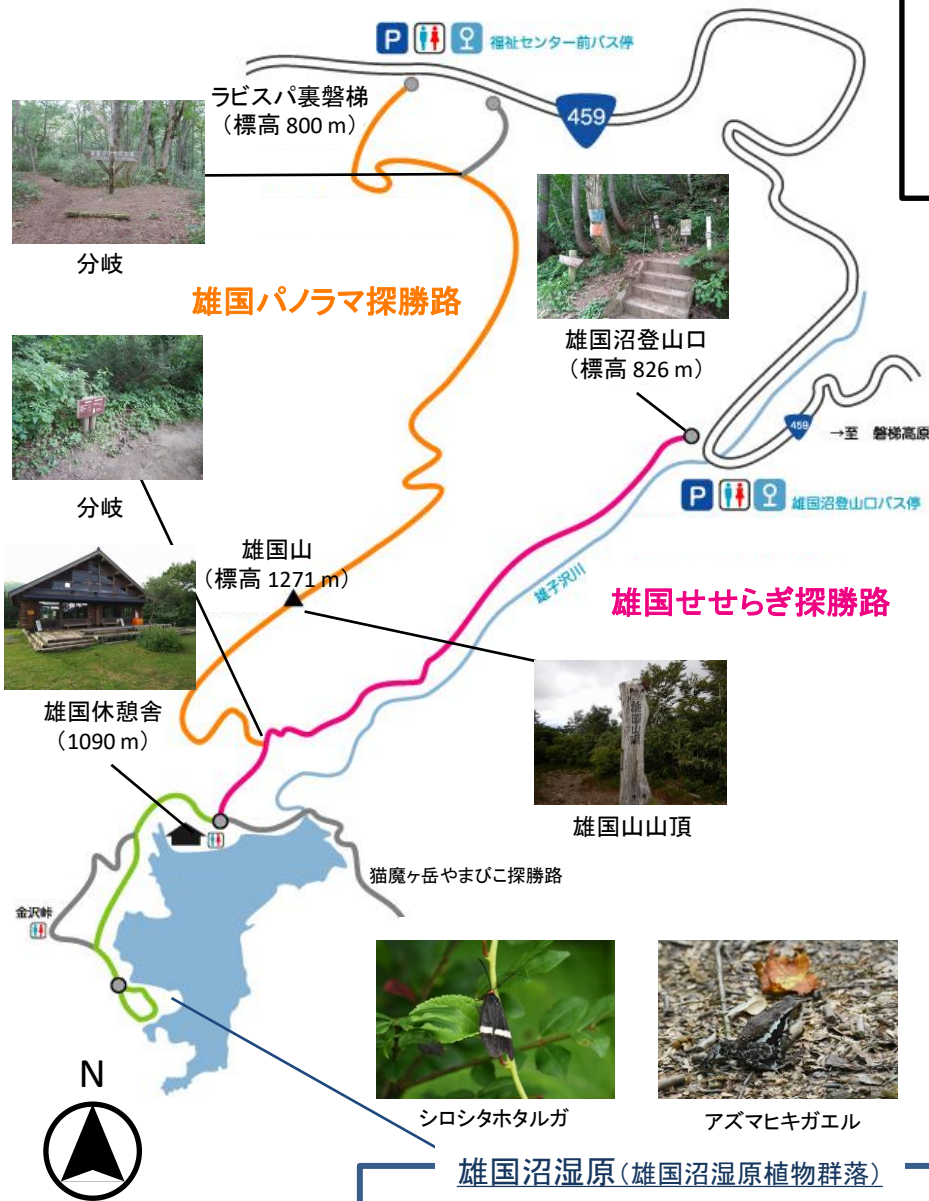 P 福祉センター前バス停
ラビスパ裏磐梯
（標高 800 m）
459
分岐
雄国パノラマ探勝路
雄国沼登山口
（標高 826 m）
459 →至 磐梯高原
分岐
P 雄国沼登山口バス停
雄国山
（標高 1271 m）
雄子沢川
雄国せせらぎ探勝路
雄国休憩舎
（1090 m）
雄国山頂
雄国山山頂
猫魔ヶ岳やまびこ探勝路
金沢峠
N
シロシタホタルガ
アズマヒキガエル
雄国沼湿原（雄国沼湿原植物群落）